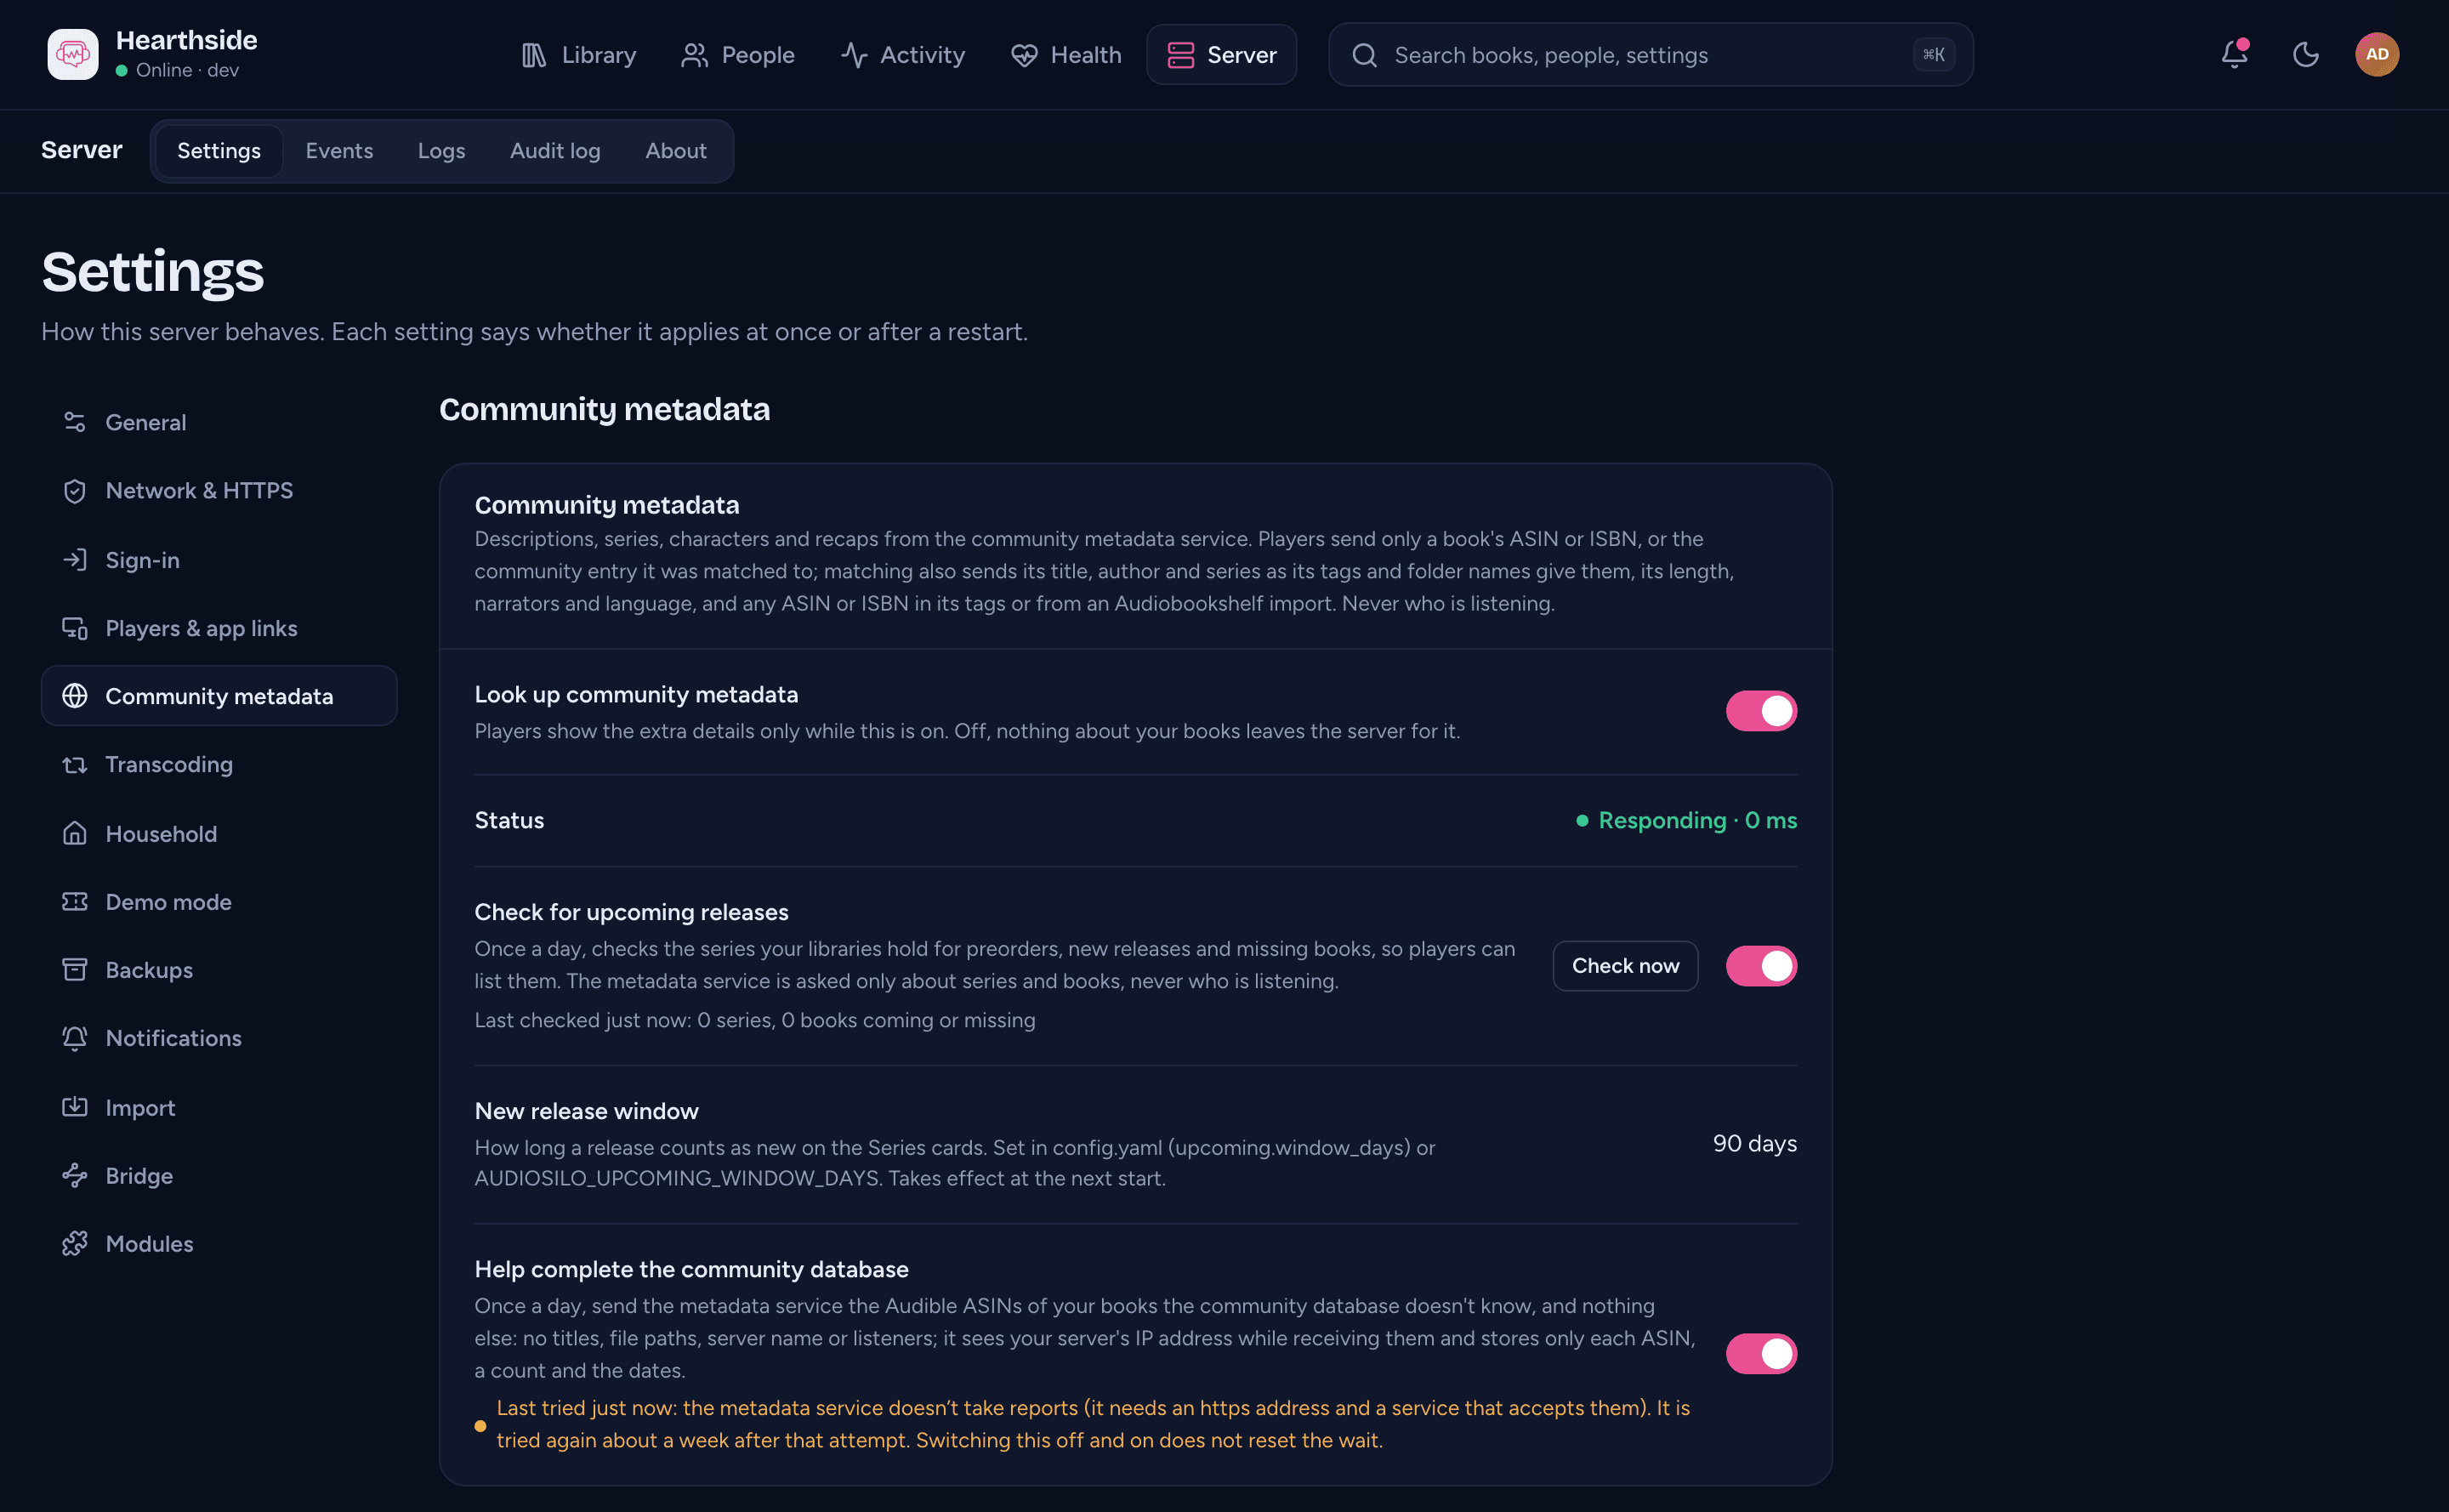 Hearthside
Online · dev
Library
People
Activity
Health
Server
Search books, people, settings
⌘K
AD
Server
Settings
Events
Logs
Audit log
About
Settings
How this server behaves. Each setting says whether it applies at once or after a restart.
General
Network & HTTPS
Sign-in
Players & app links
Community metadata
Transcoding
Household
Demo mode
Backups
Notifications
Import
Bridge
Modules
Community metadata
Community metadata
Descriptions, series, characters and recaps from the community metadata service. Players send only a book's ASIN or ISBN, or the
community entry it was matched to; matching also sends its title, author and series as its tags and folder names give them, its length,
narrators and language, and any ASIN or ISBN in its tags or from an Audiobookshelf import. Never who is listening.
Look up community metadata
Players show the extra details only while this is on. Off, nothing about your books leaves the server for it.
Status
Responding · 0 ms
Check for upcoming releases
Once a day, checks the series your libraries hold for preorders, new releases and missing books, so players can
list them. The metadata service is asked only about series and books, never who is listening.
Last checked just now: 0 series, 0 books coming or missing
Check now
New release window
How long a release counts as new on the Series cards. Set in config.yaml (upcoming.window_days) or
AUDIOSILO_UPCOMING_WINDOW_DAYS. Takes effect at the next start.
90 days
Help complete the community database
Once a day, send the metadata service the Audible ASINs of your books the community database doesn't know, and nothing
else: no titles, file paths, server name or listeners; it sees your server's IP address while receiving them and stores only each ASIN,
a count and the dates.
Last tried just now: the metadata service doesn’t take reports (it needs an https address and a service that accepts them). It is
tried again about a week after that attempt. Switching this off and on does not reset the wait.